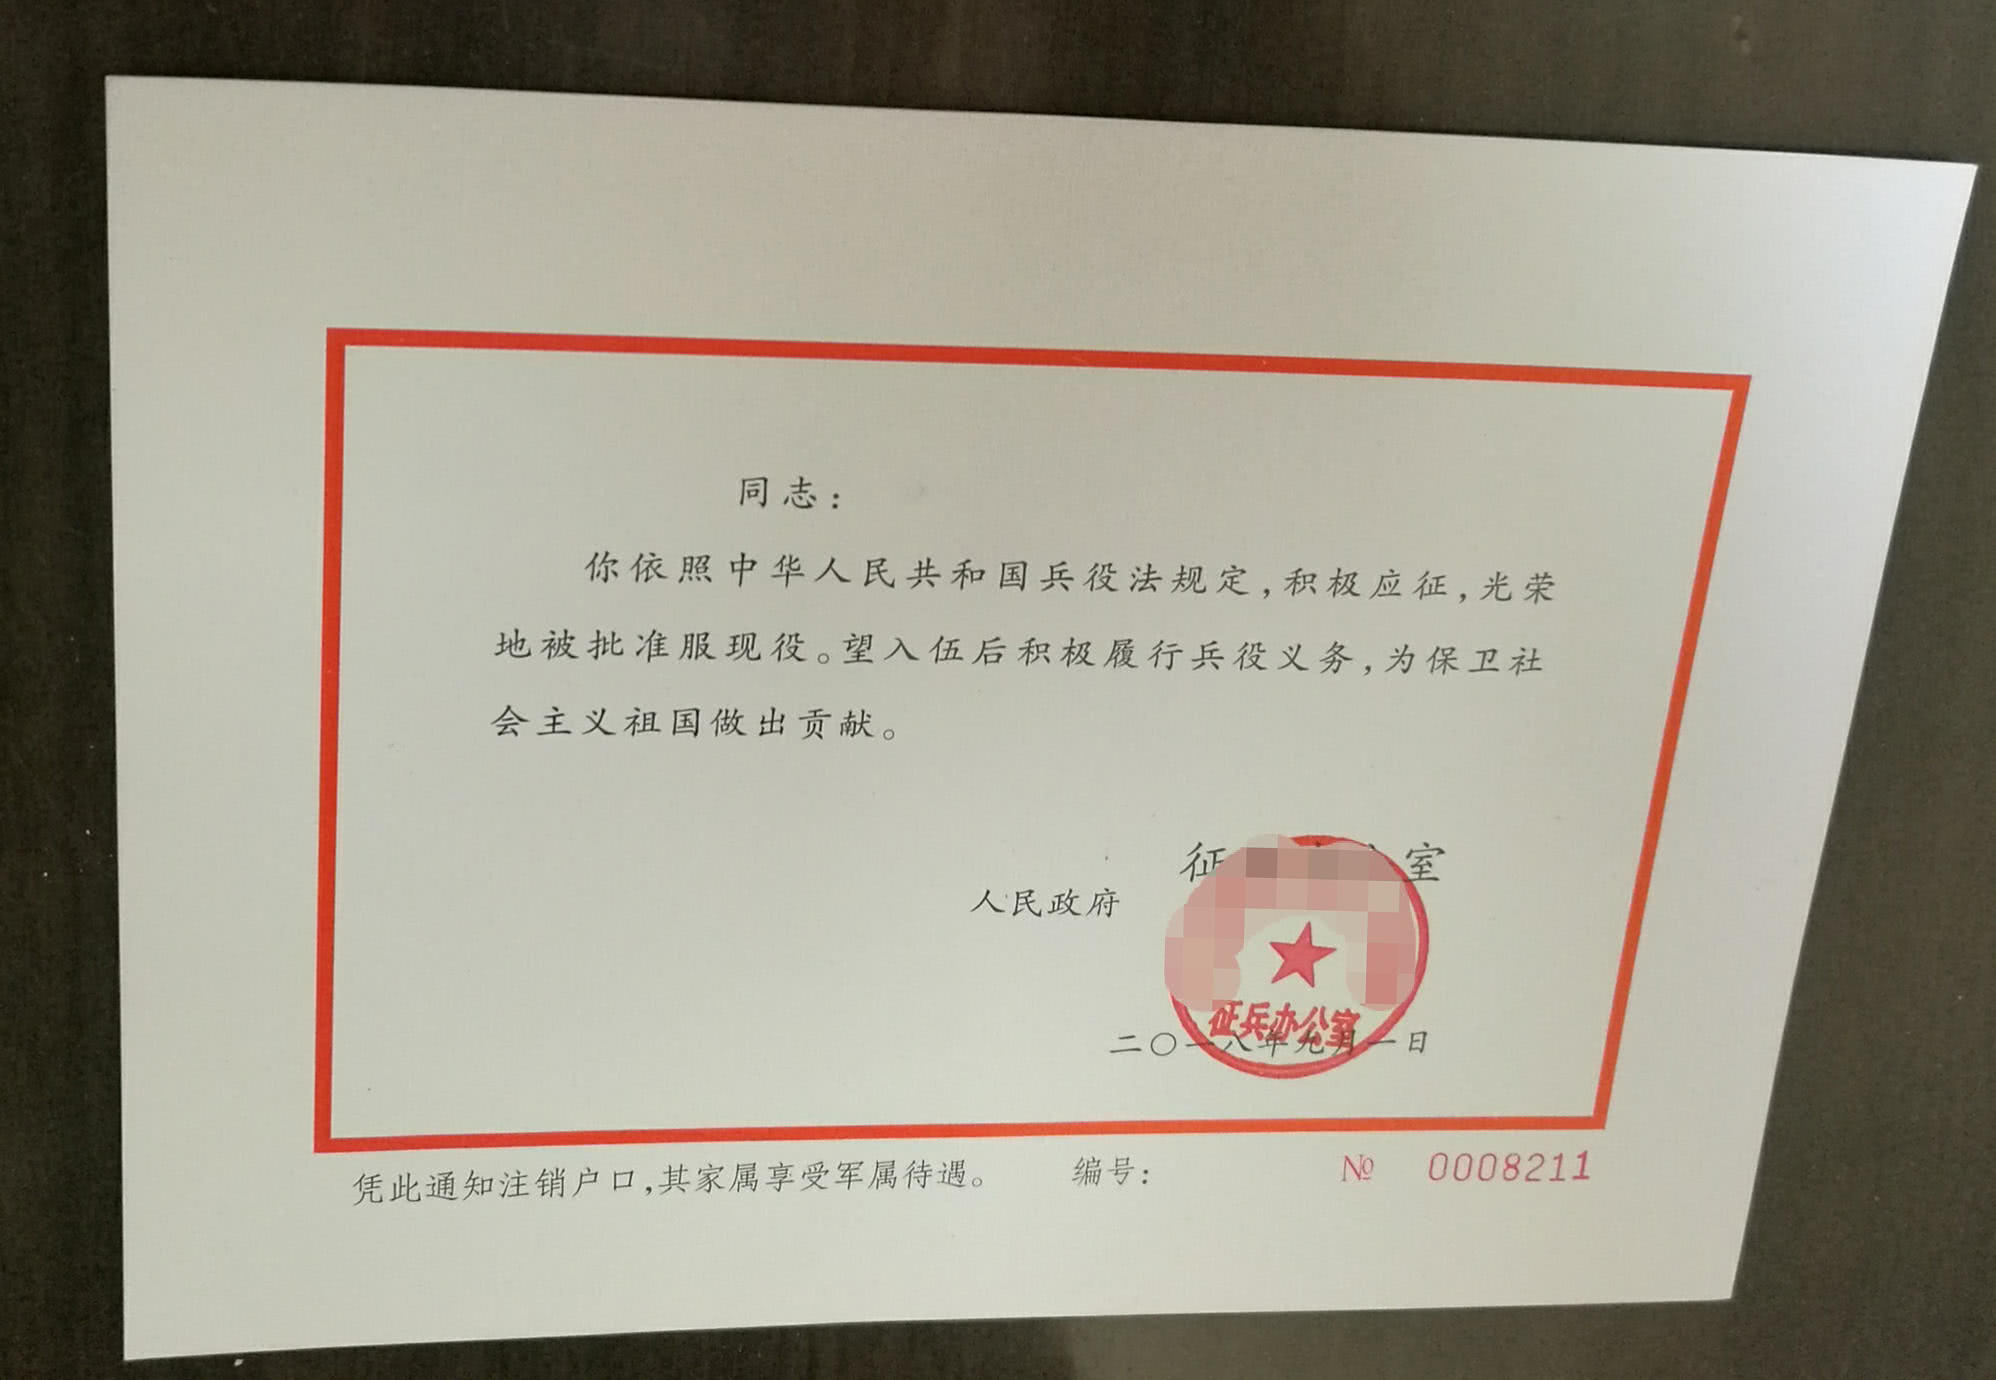 同志：
你依照中华人民共和国兵役法规定，积极应征，光荣
地被批准服现役。望入伍后积极履行兵役义务，为保卫社
会主义祖国做出贡献。
征 室
人民政府
征兵办公室
二〇一八年九月一日
凭此通知注销户口，其家属享受军属待遇。 编号： № 0008211